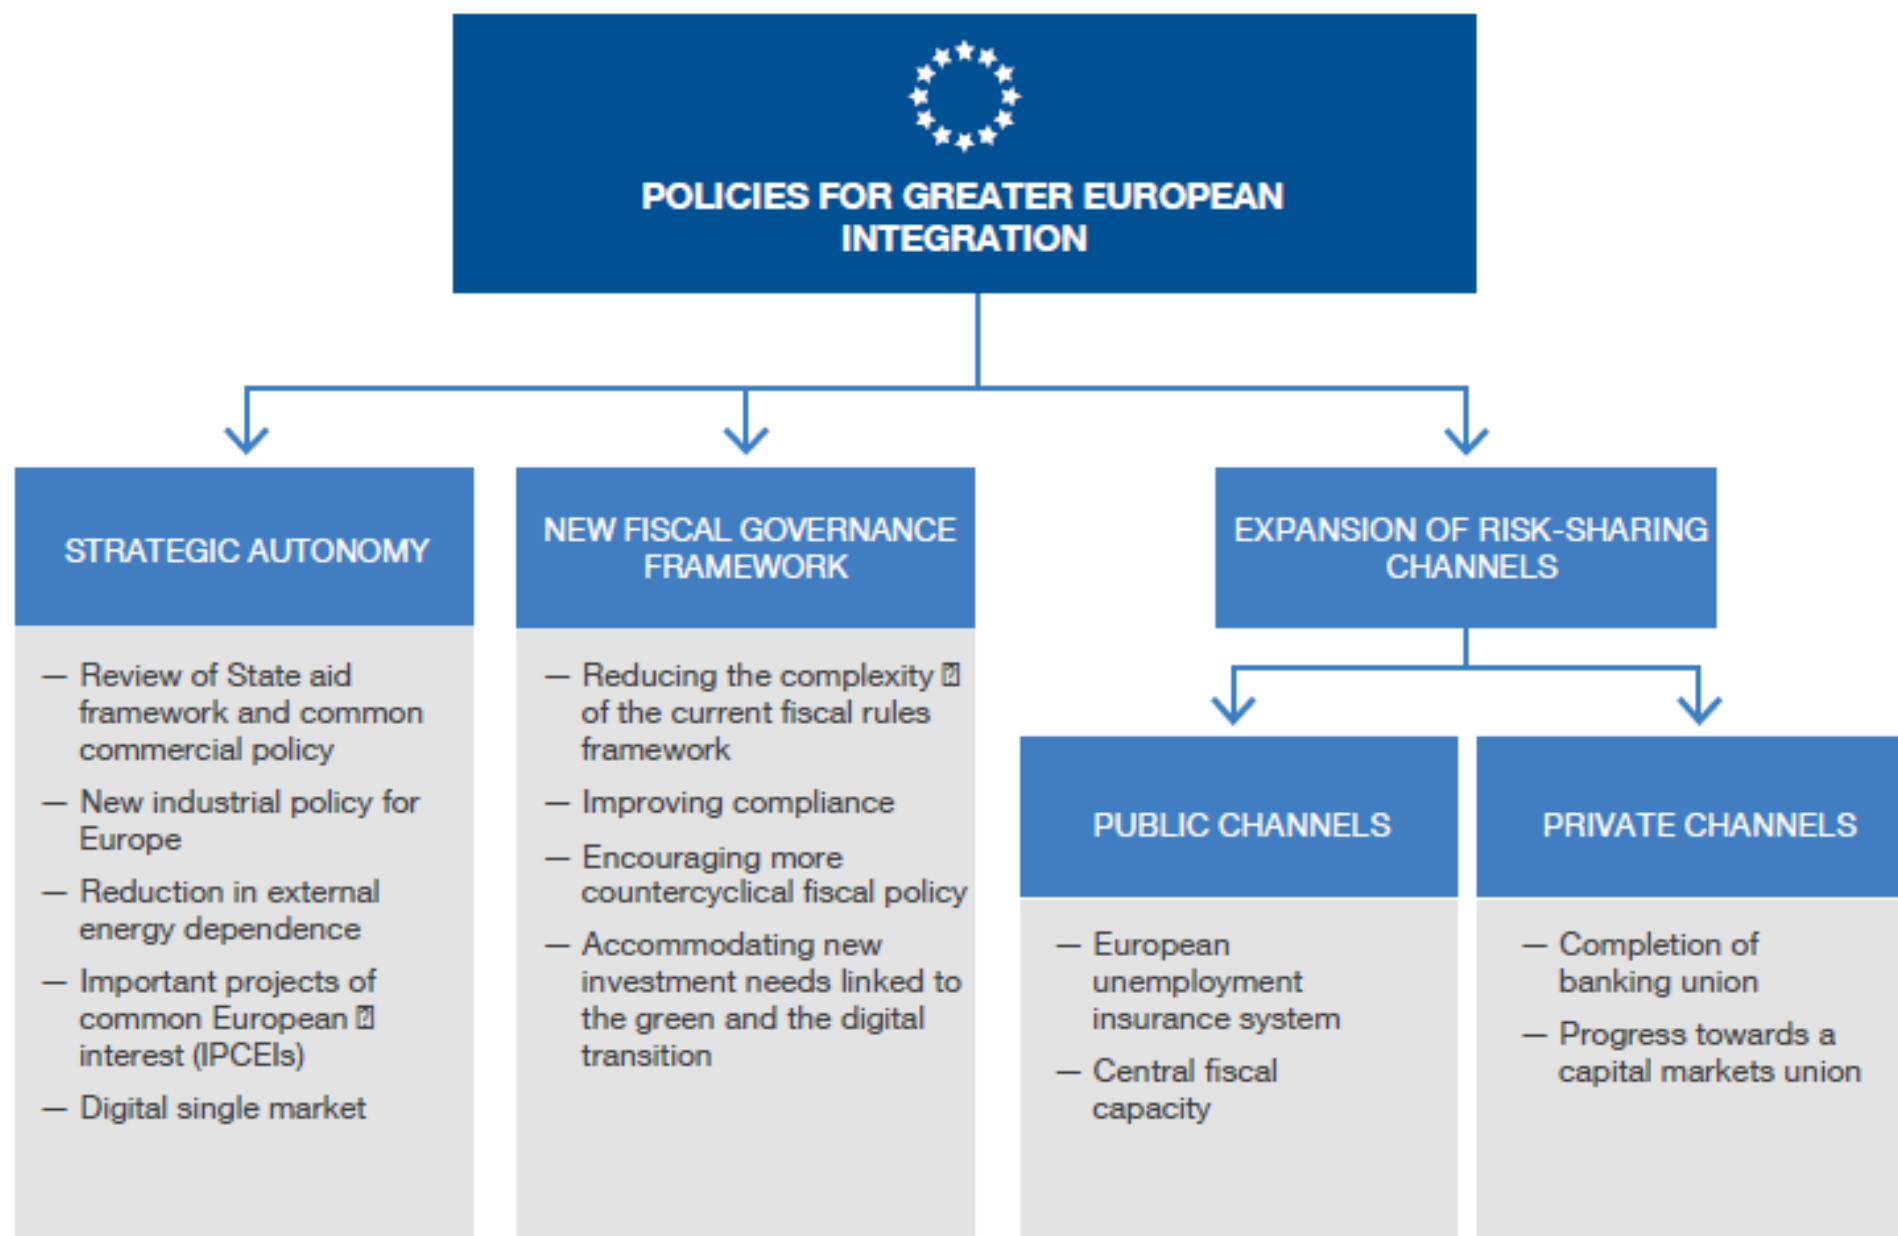 POLICIES FOR GREATER EUROPEAN
INTEGRATION
STRATEGIC AUTONOMY
— Review of State aid
framework and common
commercial policy
— New industrial policy for
Europe
— Reduction in external
energy dependence
— Important projects of
common European
interest (IPCEIs)
— Digital single market
NEW FISCAL GOVERNANCE
FRAMEWORK
— Reducing the complexity
of the current fiscal rules
framework
— Improving compliance
— Encouraging more
countercyclical fiscal policy
— Accommodating new
investment needs linked to
the green and the digital
transition
EXPANSION OF RISK-SHARING
CHANNELS
PUBLIC CHANNELS
— European
unemployment
insurance system
— Central fiscal
capacity
PRIVATE CHANNELS
— Completion of
banking union
— Progress towards a
capital markets union